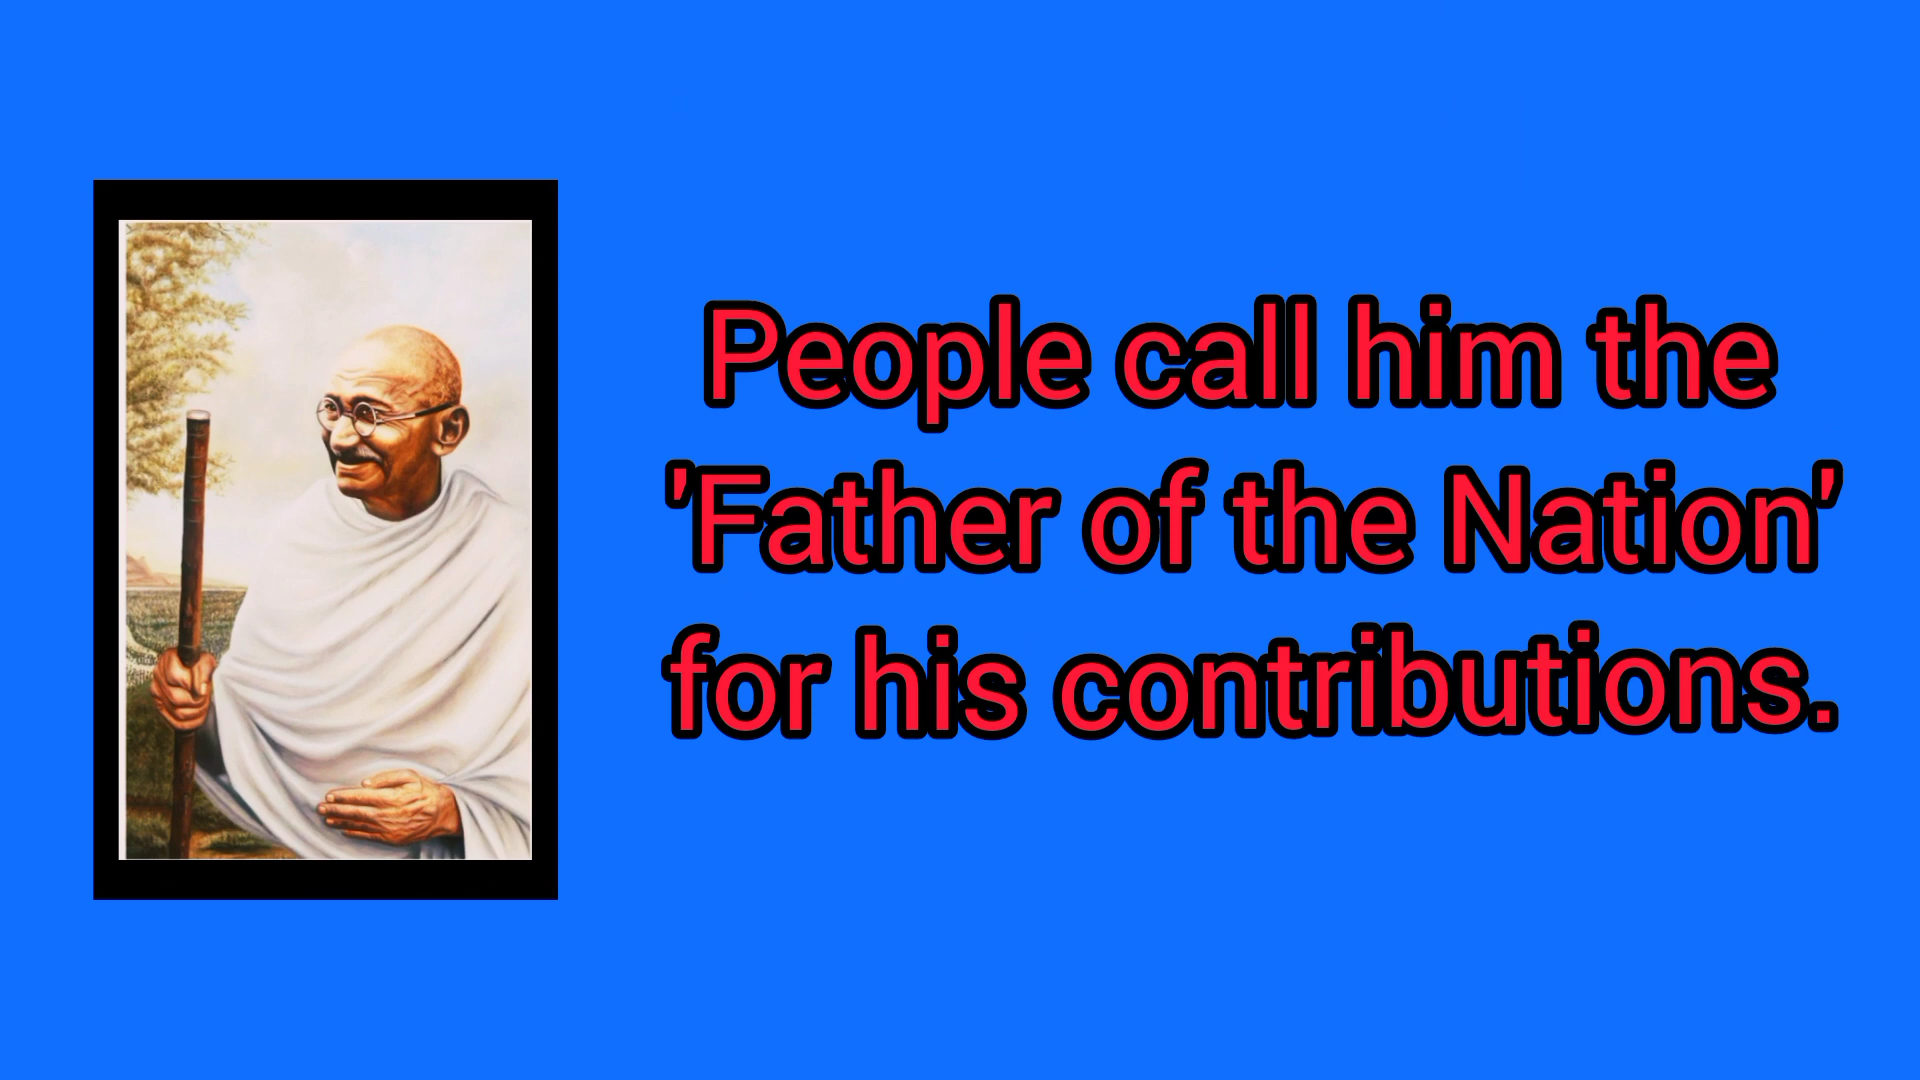 People call him the
'Father of the Nation'
for his contributions.